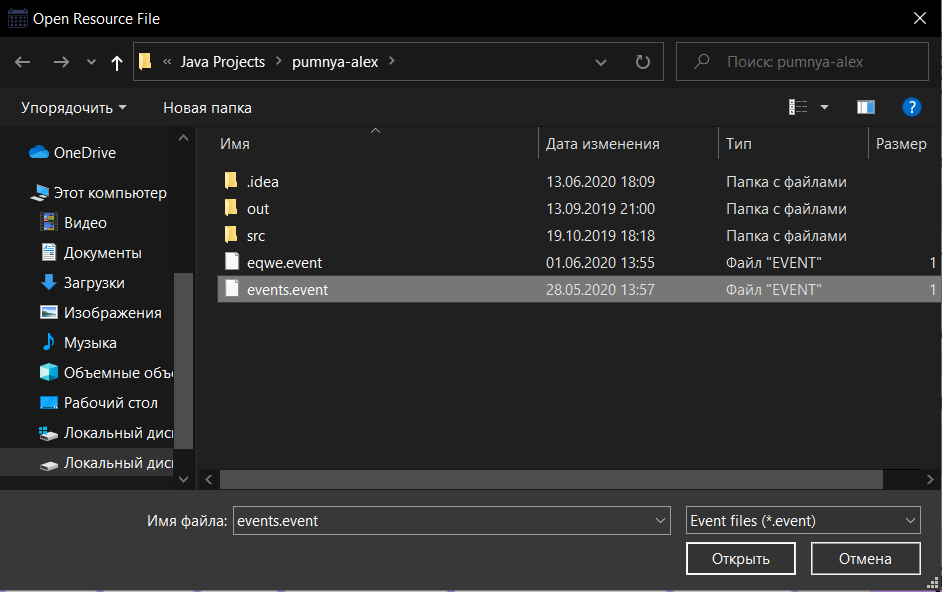 Open Resource File
« Java Projects > pumnya-alex >
Поиск: pumnya-alex
Упорядочить
Новая папка
?
OneDrive
Этот компьютер
Видео
Документы
Загрузки
Изображения
Музыка
Объемные объ
Рабочий стол
Локальный дис
Локальный дис
Имя Дата изменения Тип Размер
.idea 13.06.2020 18:09 Папка с файлами
out 13.09.2019 21:00 Папка с файлами
src 19.10.2019 18:18 Папка с файлами
eqwe.event 01.06.2020 13:55 Файл "EVENT" 1
events.event 28.05.2020 13:57 Файл "EVENT" 1
Имя файла: events.event
Event files (*.event)
Открыть
Отмена